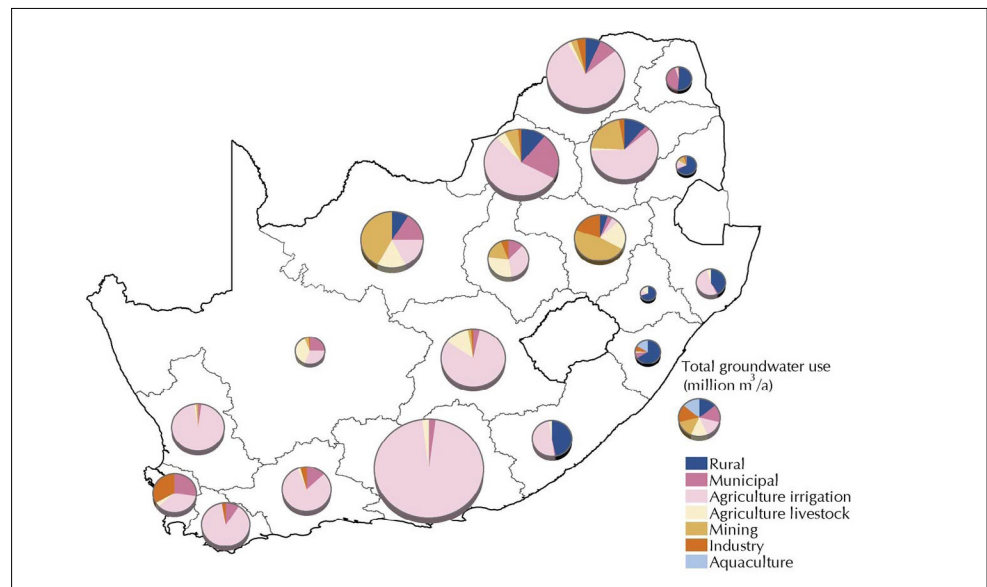 Total groundwater use
(million m³/a)
Rural
Municipal
Agriculture irrigation
Agriculture livestock
Mining
Industry
Aquaculture